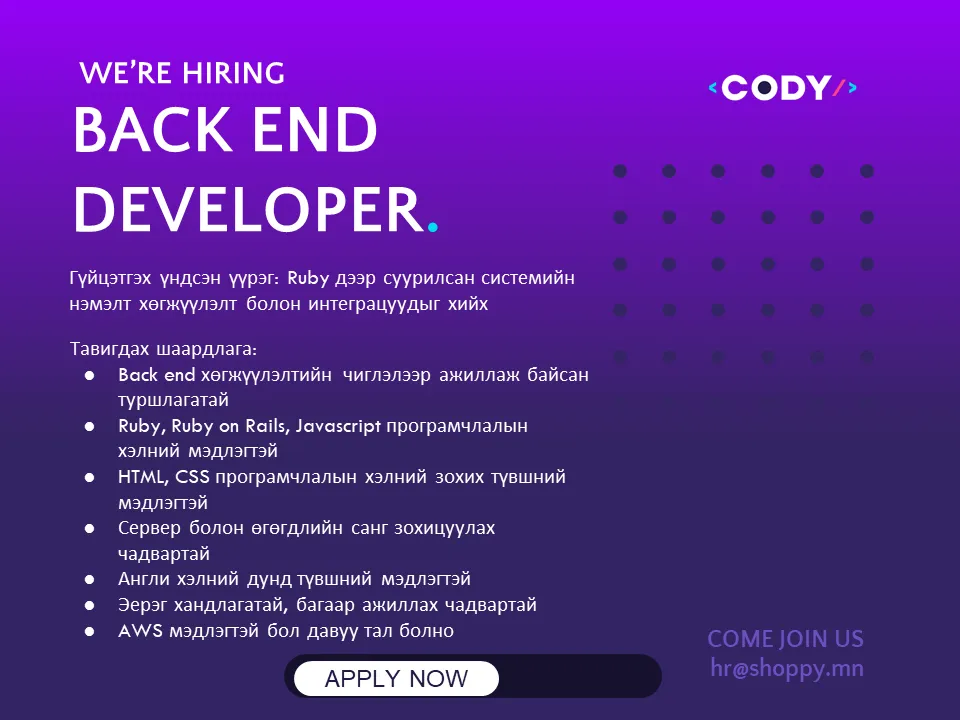 WE'RE HIRING
<CODY/>
BACK END
DEVELOPER.
Гүйцэтгэх үндсэн үүрэг: Ruby дээр суурилсан системийн
нэмэлт хөгжүүлэлт болон интеграцуудыг хийх
Тавигдах шаардлага:
● Back end хөгжүүлэлтийн чиглэлээр ажиллаж байсан
туршлагатай
● Ruby, Ruby on Rails, Javascript програмчлалын
хэлний мэдлэгтэй
● HTML, CSS програмчлалын хэлний зохих түвшний
мэдлэгтэй
● Сервер болон өгөгдлийн санг зохицуулах
чадвартай
● Англи хэлний дунд түвшний мэдлэгтэй
● Эерэг хандлагатай, багаар ажиллах чадвартай
● AWS мэдлэгтэй бол давуу тал болно
COME JOIN US
hr@shoppy.mn
APPLY NOW